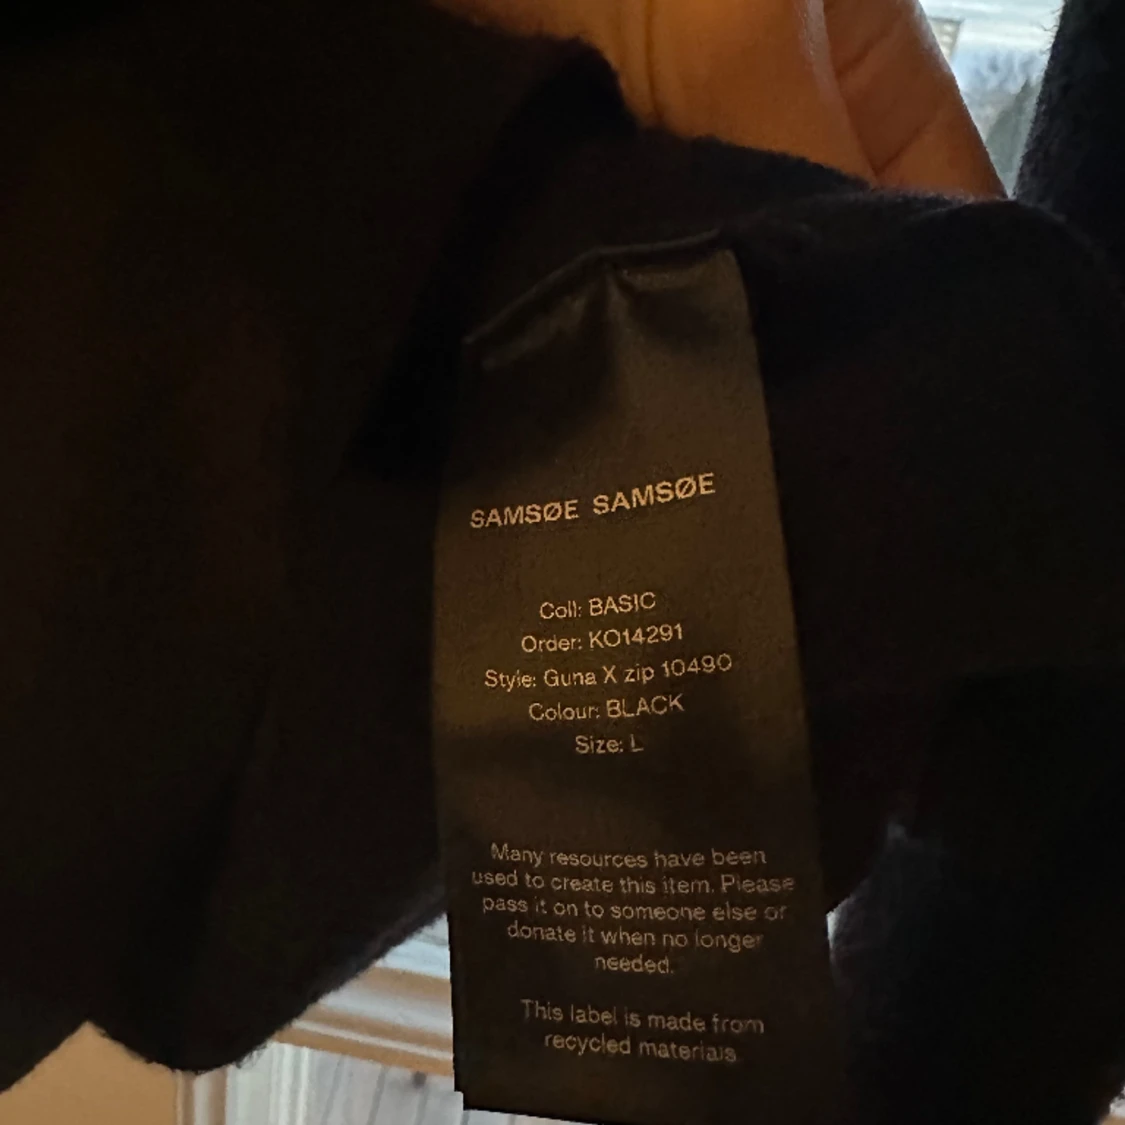 SAMSØE SAMSØE
Coll: BASIC
Order: KO14291
Style: Guna X zip 10490
Colour: BLACK
Size: L
Many resources have been
used to create this item. Please
pass it on to someone else or
donate it when no longer
needed.
This label is made from
recycled materials